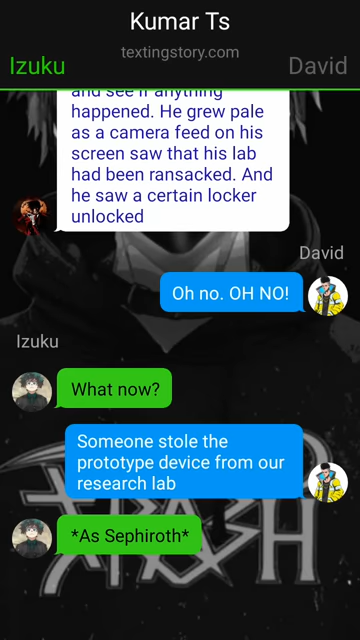 Kumar Ts
textingstory.com
Izuku
David
and see if anything
happened. He grew pale
as a camera feed on his
screen saw that his lab
had been ransacked. And
he saw a certain locker
unlocked
David
Oh no. OH NO!
Izuku
What now?
Someone stole the
prototype device from our
research lab
*As Sephiroth*